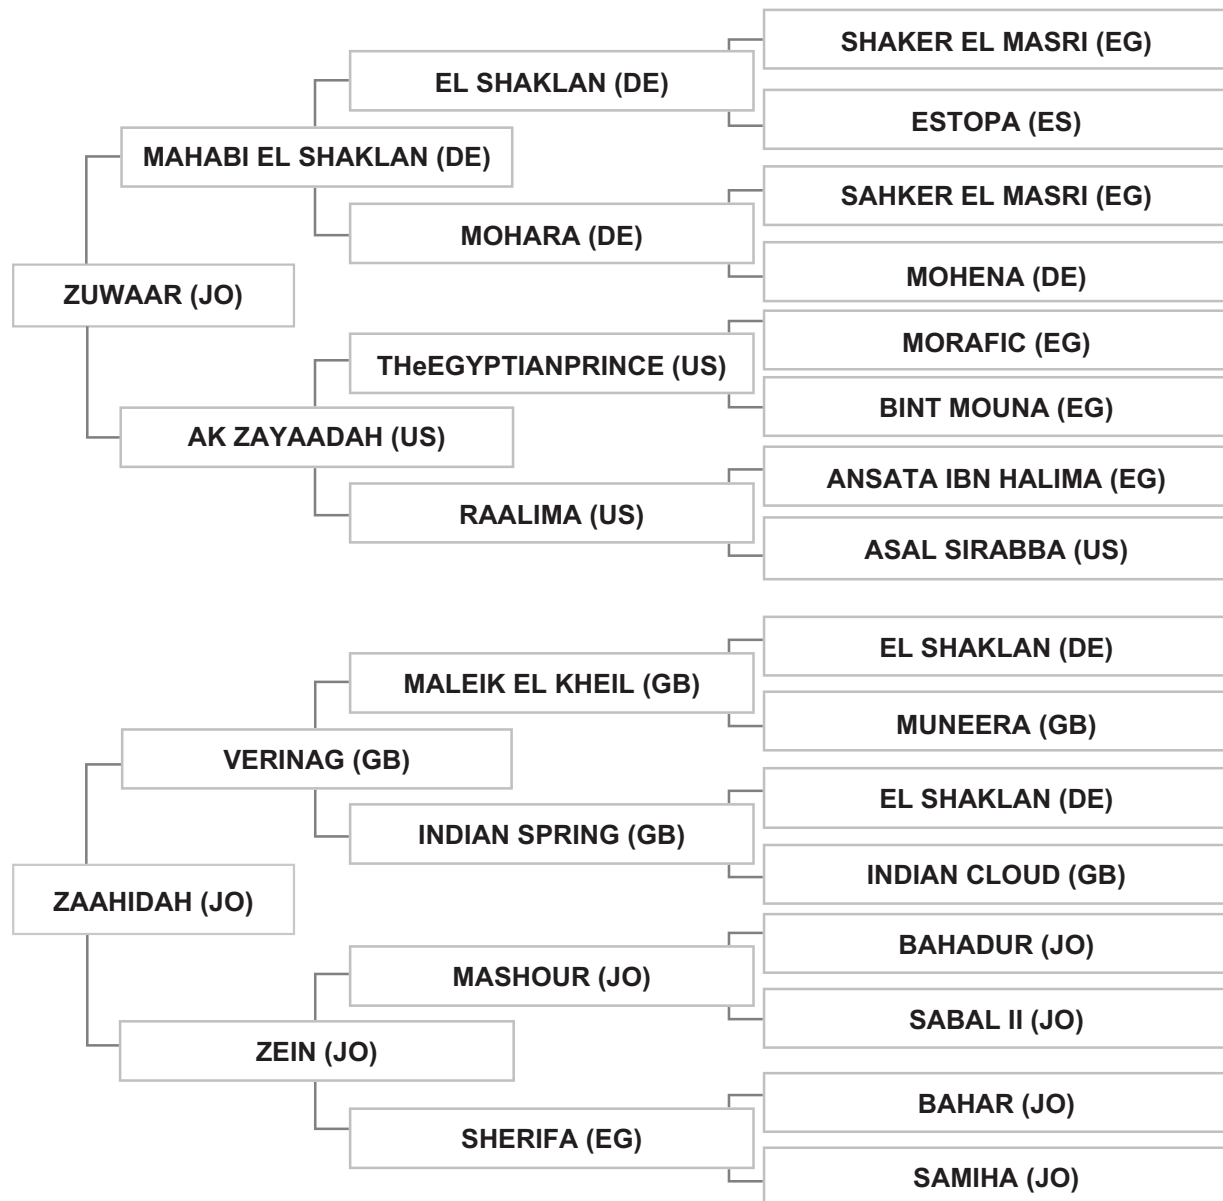 SHAKER EL MASRI (EG)
EL SHAKLAN (DE)
ESTOPA (ES)
MAHABI EL SHAKLAN (DE)
SAHKER EL MASRI (EG)
MOHARA (DE)
MOHENA (DE)
ZUWAAR (JO)
MORAFIC (EG)
THeEGYPTIANPRINCE (US)
BINT MOUNA (EG)
AK ZAYAADAH (US)
ANSATA IBN HALIMA (EG)
RAALIMA (US)
ASAL SIRABBA (US)
EL SHAKLAN (DE)
MALEIK EL KHEIL (GB)
MUNEERA (GB)
VERINAG (GB)
EL SHAKLAN (DE)
INDIAN SPRING (GB)
INDIAN CLOUD (GB)
ZAAHIDAH (JO)
BAHADUR (JO)
MASHOUR (JO)
SABAL II (JO)
ZEIN (JO)
BAHAR (JO)
SHERIFA (EG)
SAMIHA (JO)